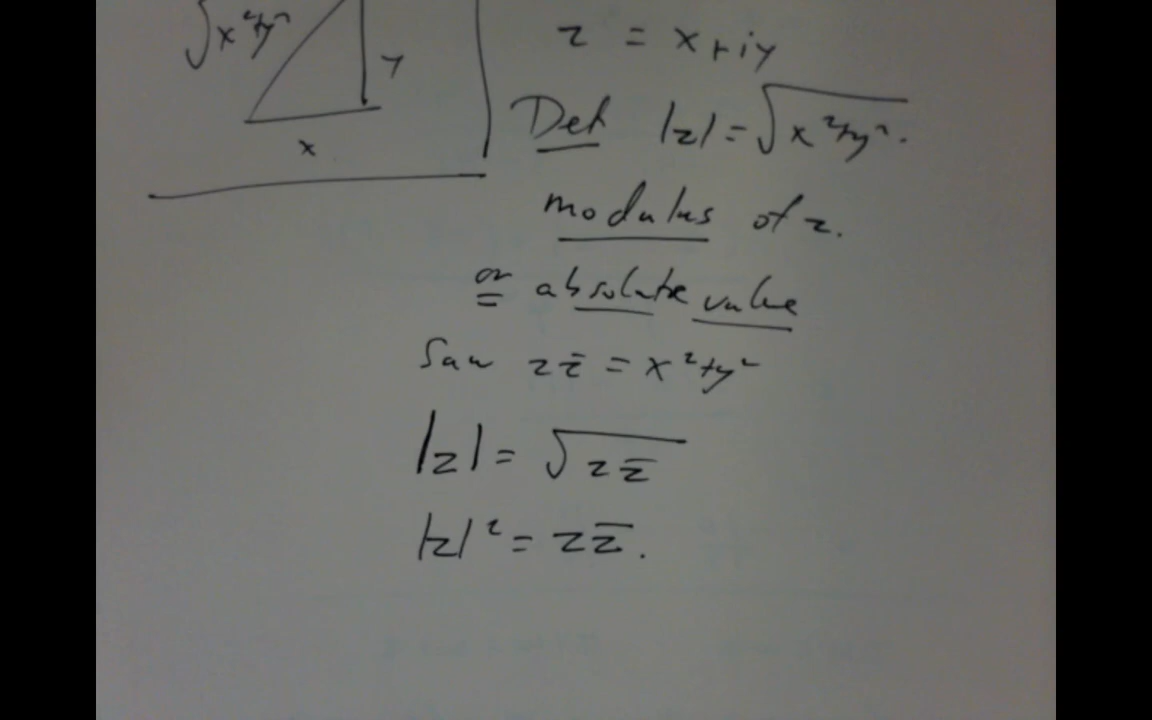 √x²+y²
y
x
z = x+iy
Def |z| = √x²+y².
modulus of z.
or absolute value
Saw zz̅ = x²+y²
|z| = √zz̅
|z|² = zz̅.